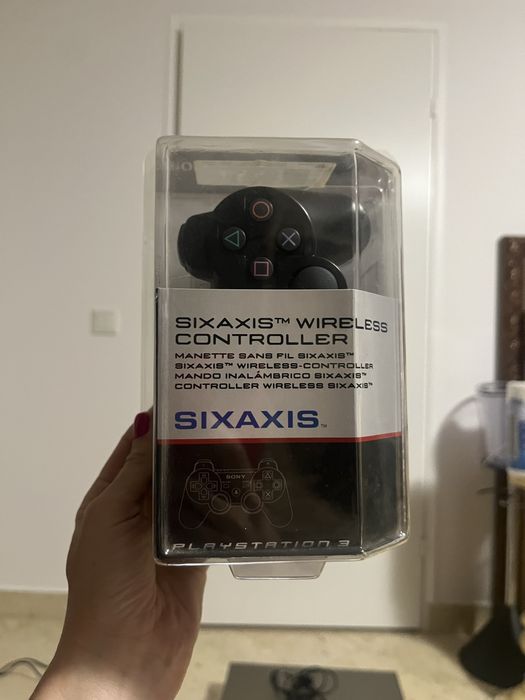 SIXAXIS™ WIRELESS
CONTROLLER
MANETTE SANS FIL SIXAXIS™
SIXAXIS™ WIRELESS-CONTROLLER
MANDO INALÁMBRICO SIXAXIS™
CONTROLLER WIRELESS SIXAXIS™
SIXAXIS™
SONY
PLAYSTATION 3